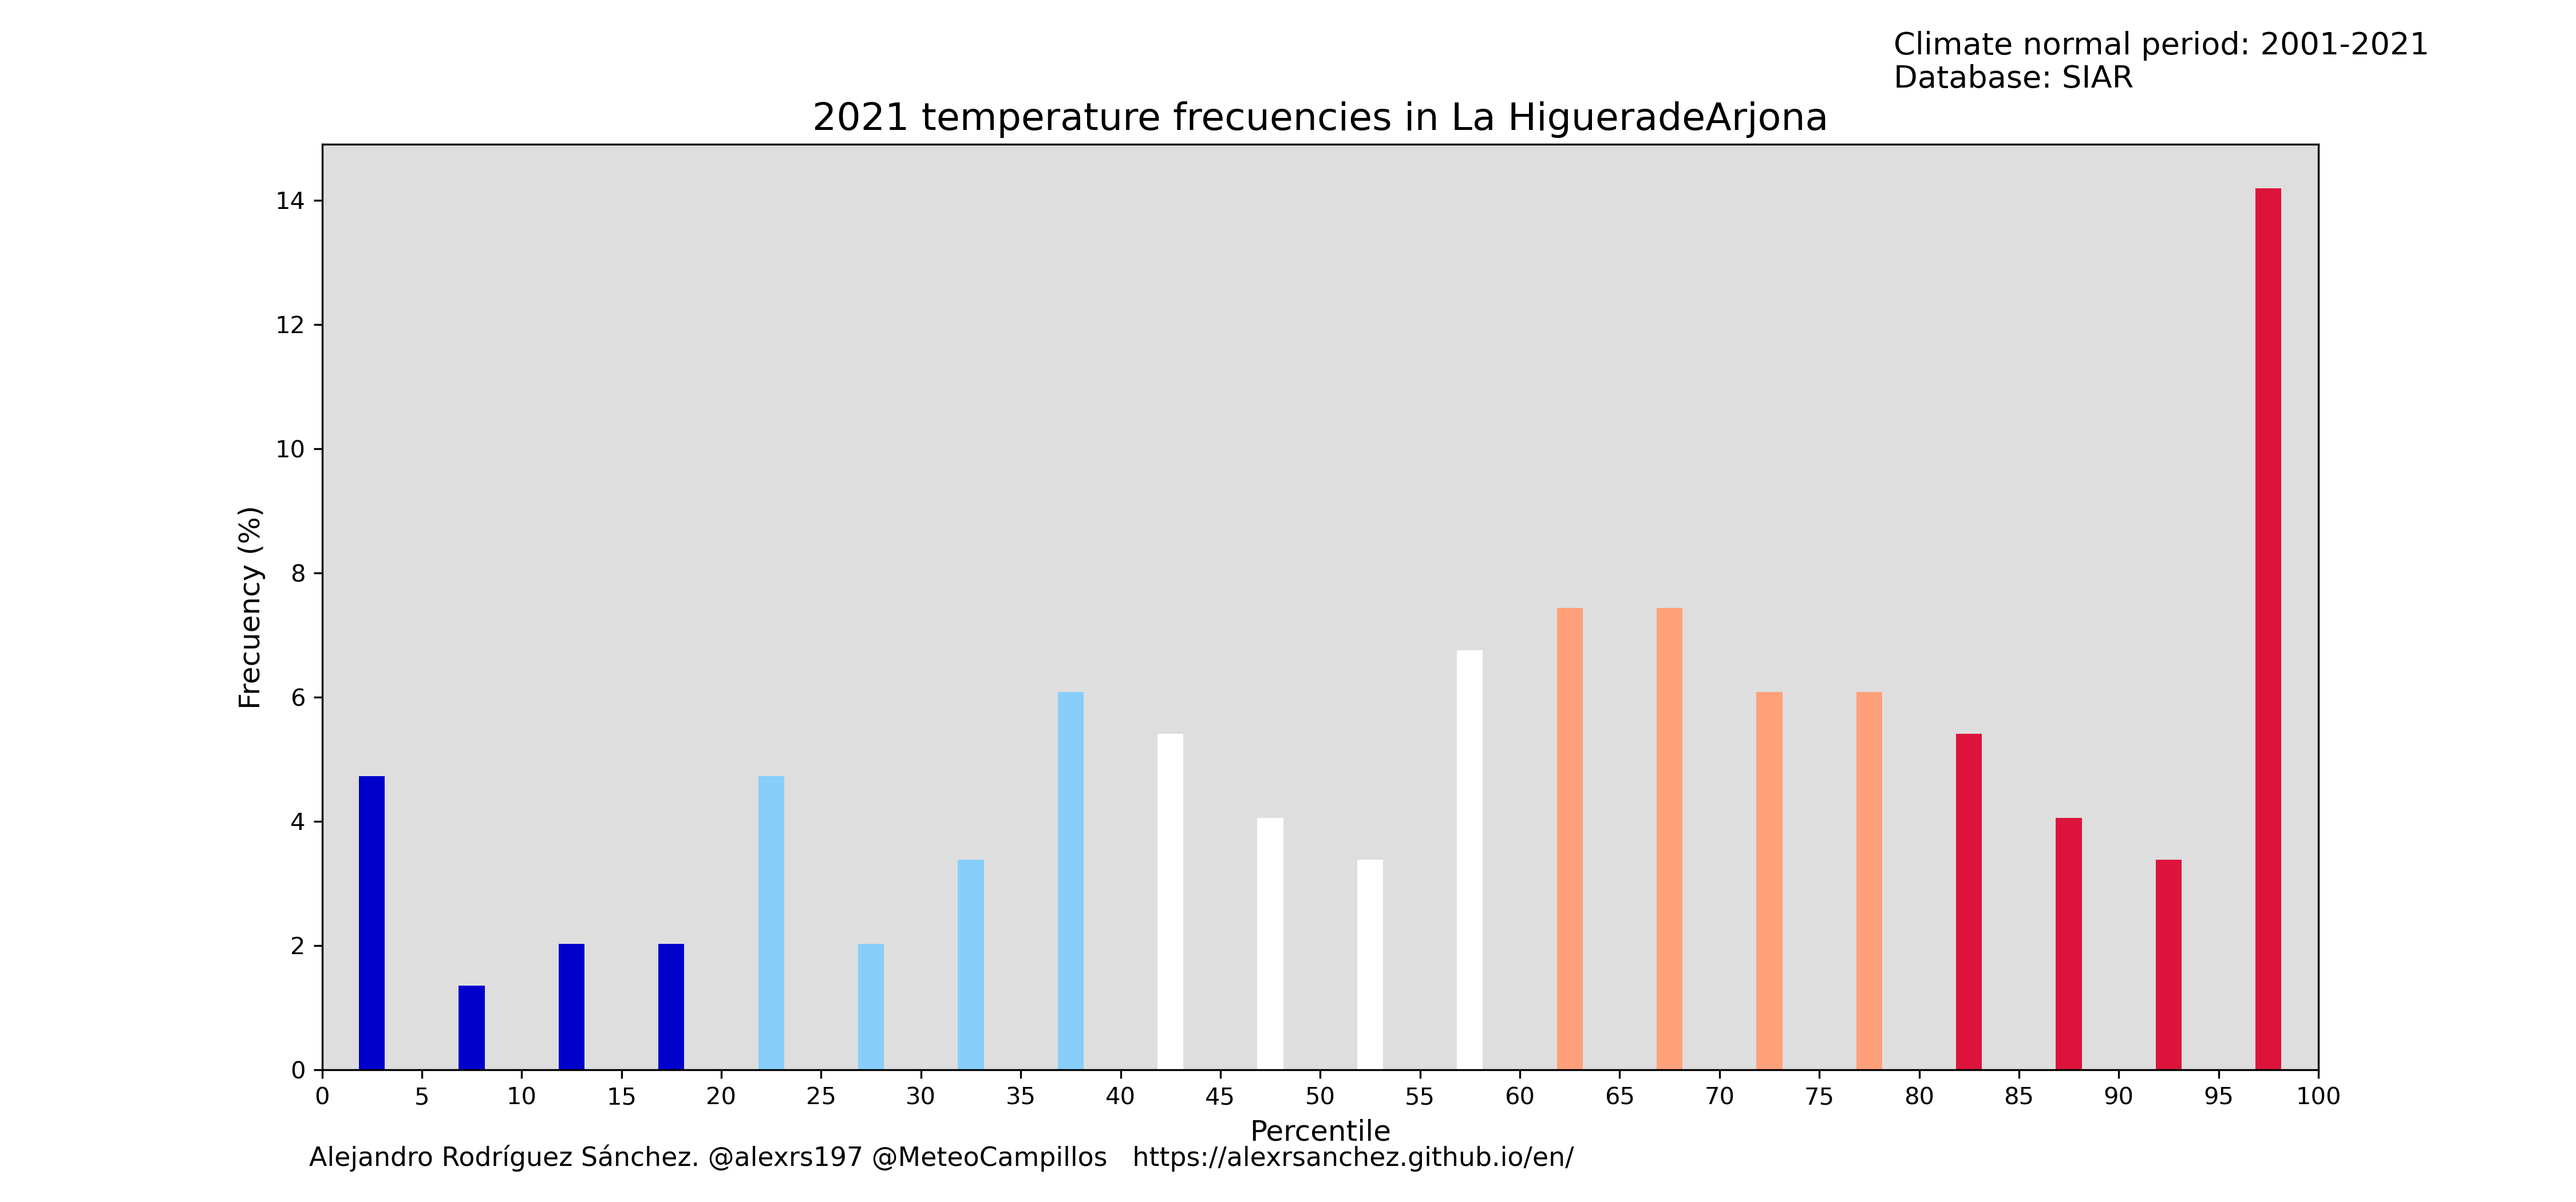 Climate normal period: 2001-2021
Database: SIAR
2021 temperature frecuencies in La HigueradeArjona
14
12
10
8
6
4
2
0
Frecuency (%)
0 5 10 15 20 25 30 35 40 45 50 55 60 65 70 75 80 85 90 95 100
Percentile
Alejandro Rodríguez Sánchez. @alexrs197 @MeteoCampillos https://alexrsanchez.github.io/en/